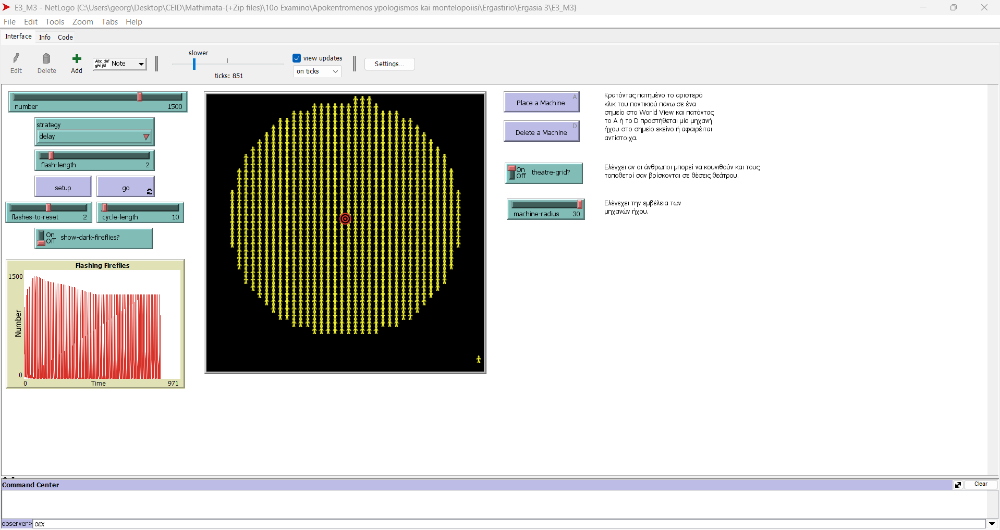 E3_M3 - NetLogo {C:\Users\georg\Desktop\CEID\Mathimata-(+Zip files)\10o Examino\Apokentromenos ypologismos kai montelopoiisi\Ergastirio\Ergasia 3\E3_M3}
File Edit Tools Zoom Tabs Help
Interface Info Code
Edit
Delete
Add
Abc def
ghi jkl
Note
slower
ticks: 851
view updates
on ticks
Settings...
number 1500
strategy
delay
flash-length 2
setup
go
flashes-to-reset 2
cycle-length 10
On
Off
show-dark-fireflies?
Flashing Fireflies
1500
Number
0
0 Time 971
Place a Machine A
Delete a Machine D
Κρατόντας πατημένο το αριστερό
κλικ του ποντικιού πάνω σε ένα
σημείο στο World View και πατόντας
το A ή το D προστήθεται μία μηχανή
ήχου στο σημείο εκείνο ή αφαιρέιται
αντίστοιχα.
On
Off
theatre-grid?
Ελέγχει αν οι άνθρωποι μπορεί να κουνιθούν και τους
τοποθετοί σαν βρίσκονται σε θέσεις θεάτρου.
machine-radius 30
Ελέγεχει την εμβέλεια των
μηχανών ήχου.
Command Center
Clear
observer> αα